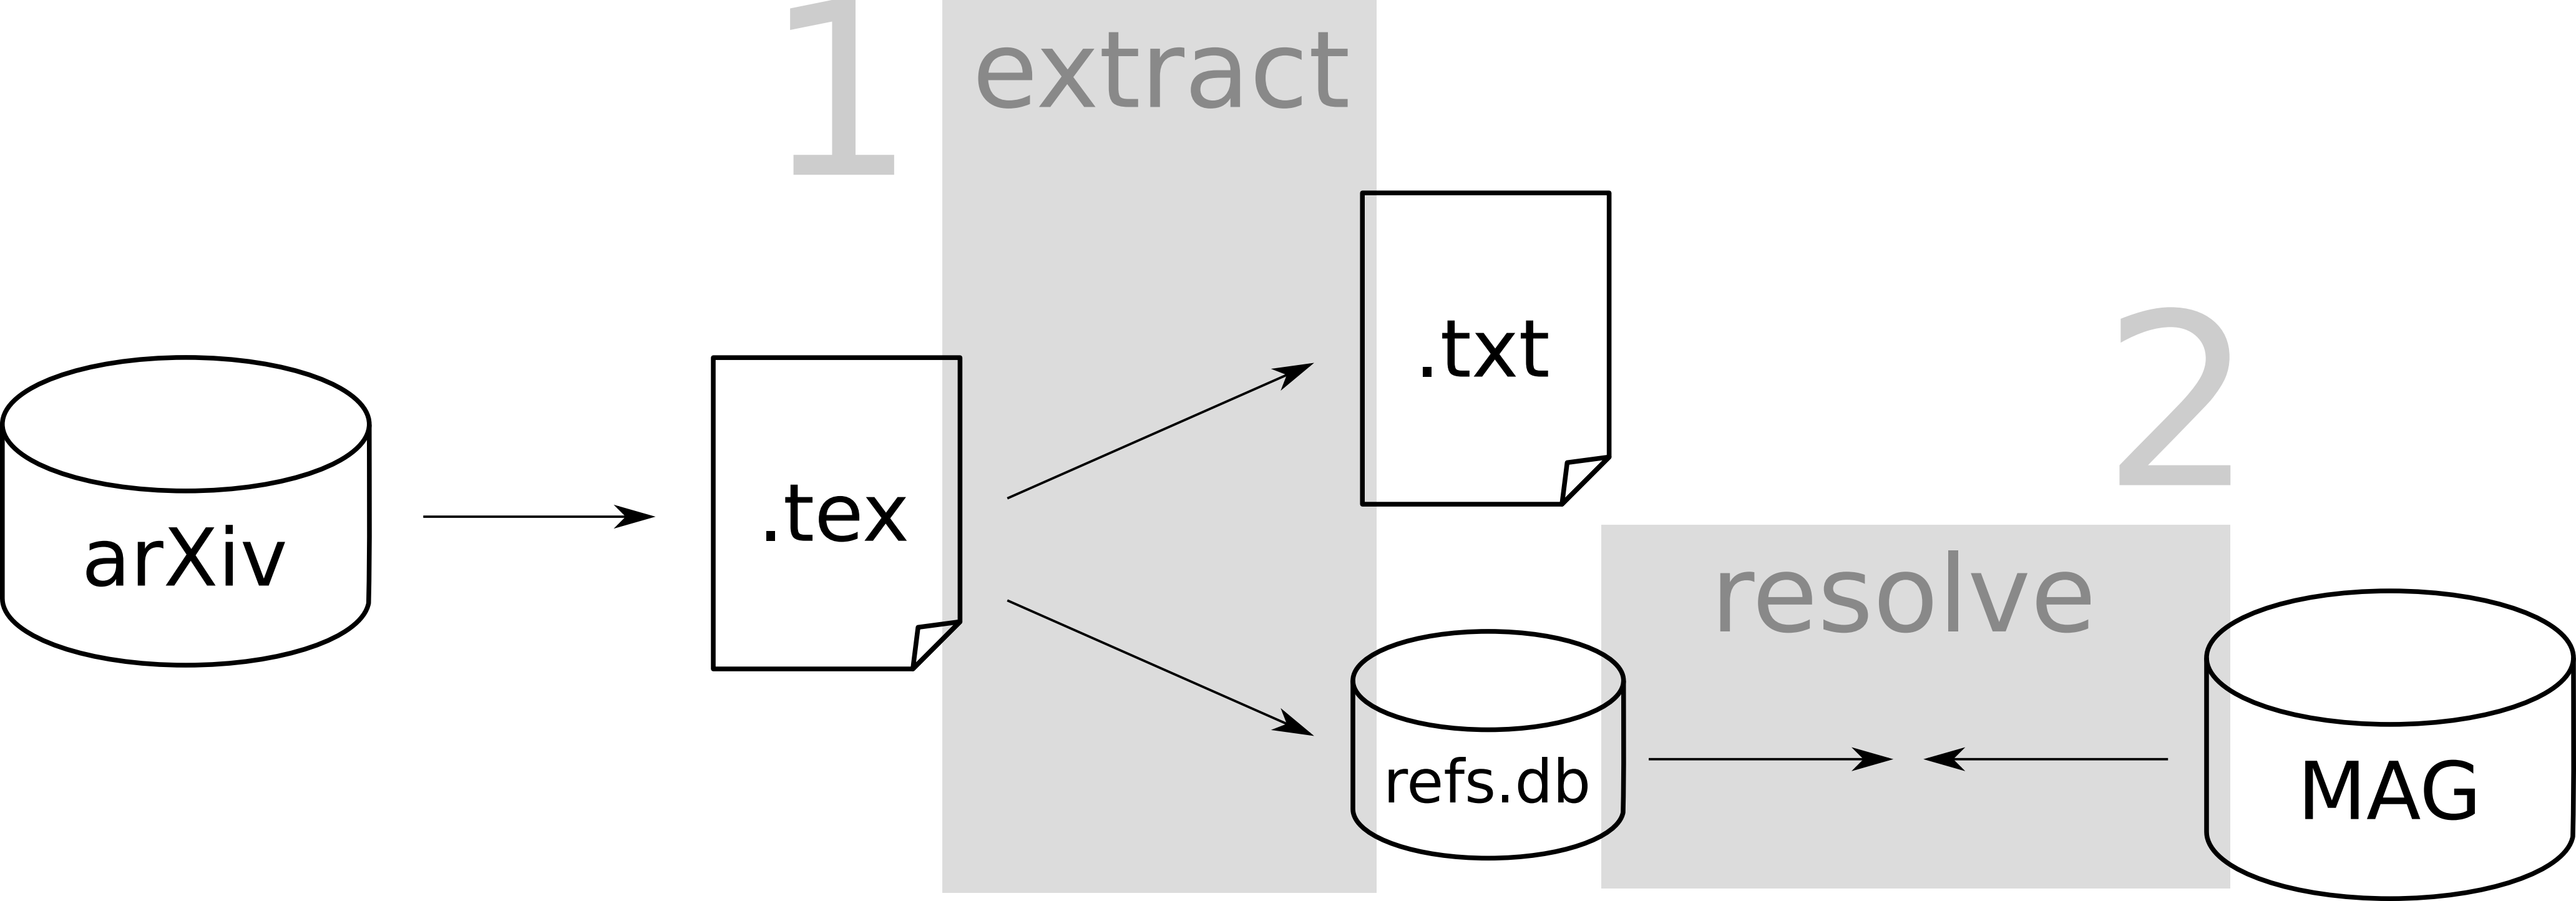 1
extract
.txt
2
arXiv
.tex
resolve
refs.db
MAG